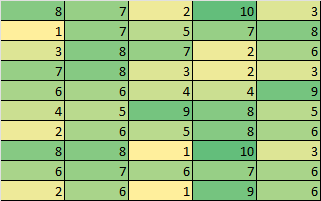 8 7 2 10 3
1 7 5 7 8
3 8 7 2 6
7 8 3 2 3
6 6 4 4 9
4 5 9 8 5
2 6 5 8 6
8 8 1 10 3
6 7 6 7 6
2 6 1 9 6